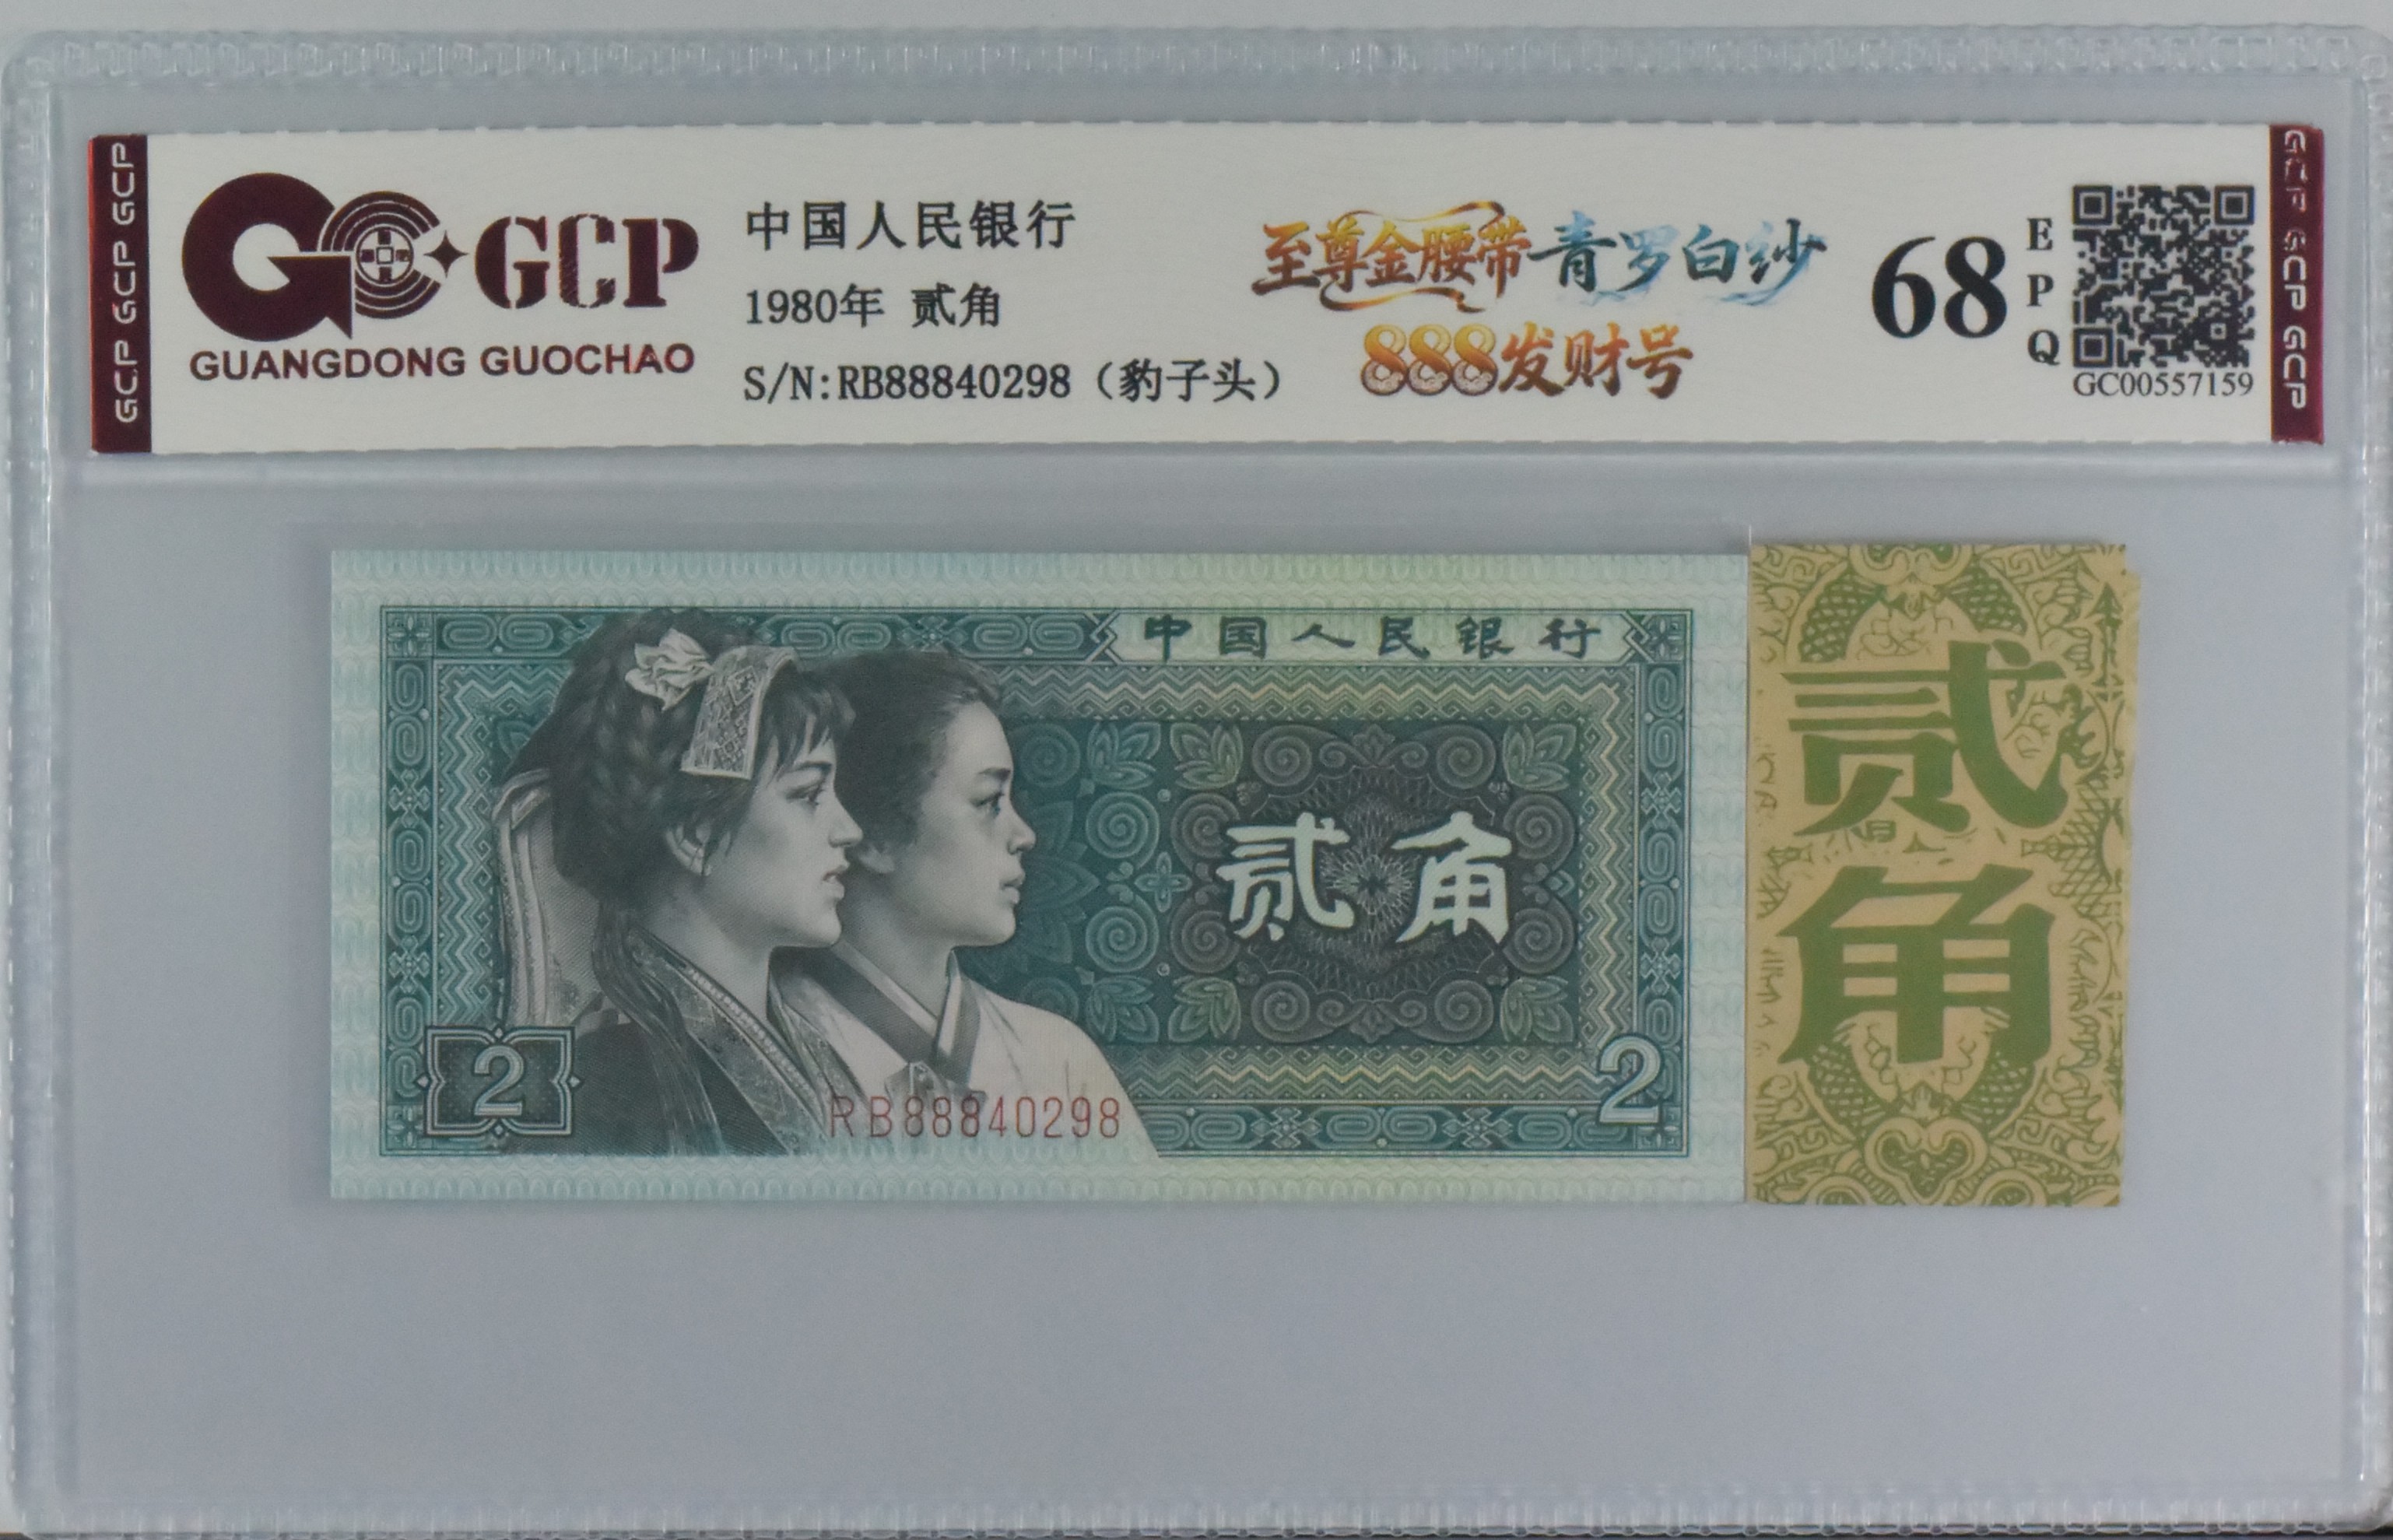 GCP GCP GCP
GCP
GUANGDONG GUOCHAO
中国人民银行
1980年 贰角
S/N:RB88840298（豹子头）
至尊金腰带 青罗白纱
888发财号
68
EPQ
GC00557159
GCP GCP GCP
中国人民银行
贰角
2
RB88840298
2
贰角